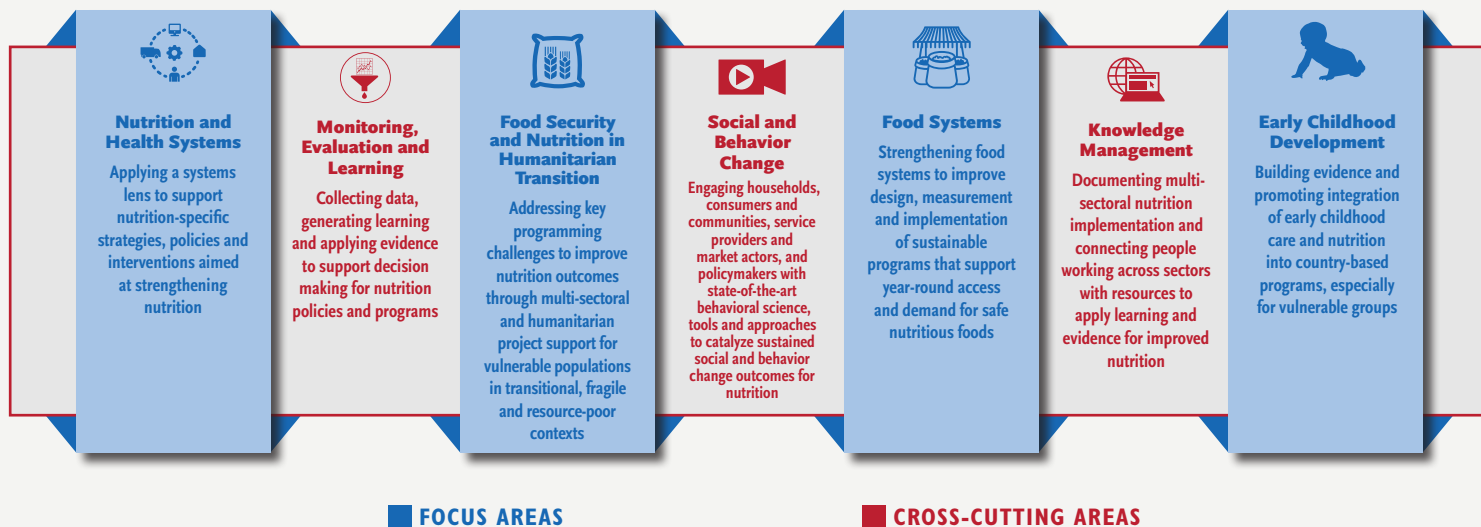 Nutrition and
Health Systems
Applying a systems
lens to support
nutrition-specific
strategies, policies and
interventions aimed
at strengthening
nutrition
Monitoring,
Evaluation and
Learning
Collecting data,
generating learning
and applying evidence
to support decision
making for nutrition
policies and programs
Food Security
and Nutrition in
Humanitarian
Transition
Addressing key
programming
challenges to improve
nutrition outcomes
through multi-sectoral
and humanitarian
project support for
vulnerable populations
in transitional, fragile
and resource-poor
contexts
Social and
Behavior
Change
Engaging households,
consumers and
communities, service
providers and
market actors, and
policymakers with
state-of-the-art
behavioral science,
tools and approaches
to catalyze sustained
social and behavior
change outcomes for
nutrition
Food Systems
Strengthening food
systems to improve
design, measurement
and implementation
of sustainable
programs that support
year-round access
and demand for safe
nutritious foods
Knowledge
Management
Documenting multi-
sectoral nutrition
implementation and
connecting people
working across sectors
with resources to
apply learning and
evidence for improved
nutrition
Early Childhood
Development
Building evidence and
promoting integration
of early childhood
care and nutrition
into country-based
programs, especially
for vulnerable groups
FOCUS AREAS
CROSS-CUTTING AREAS